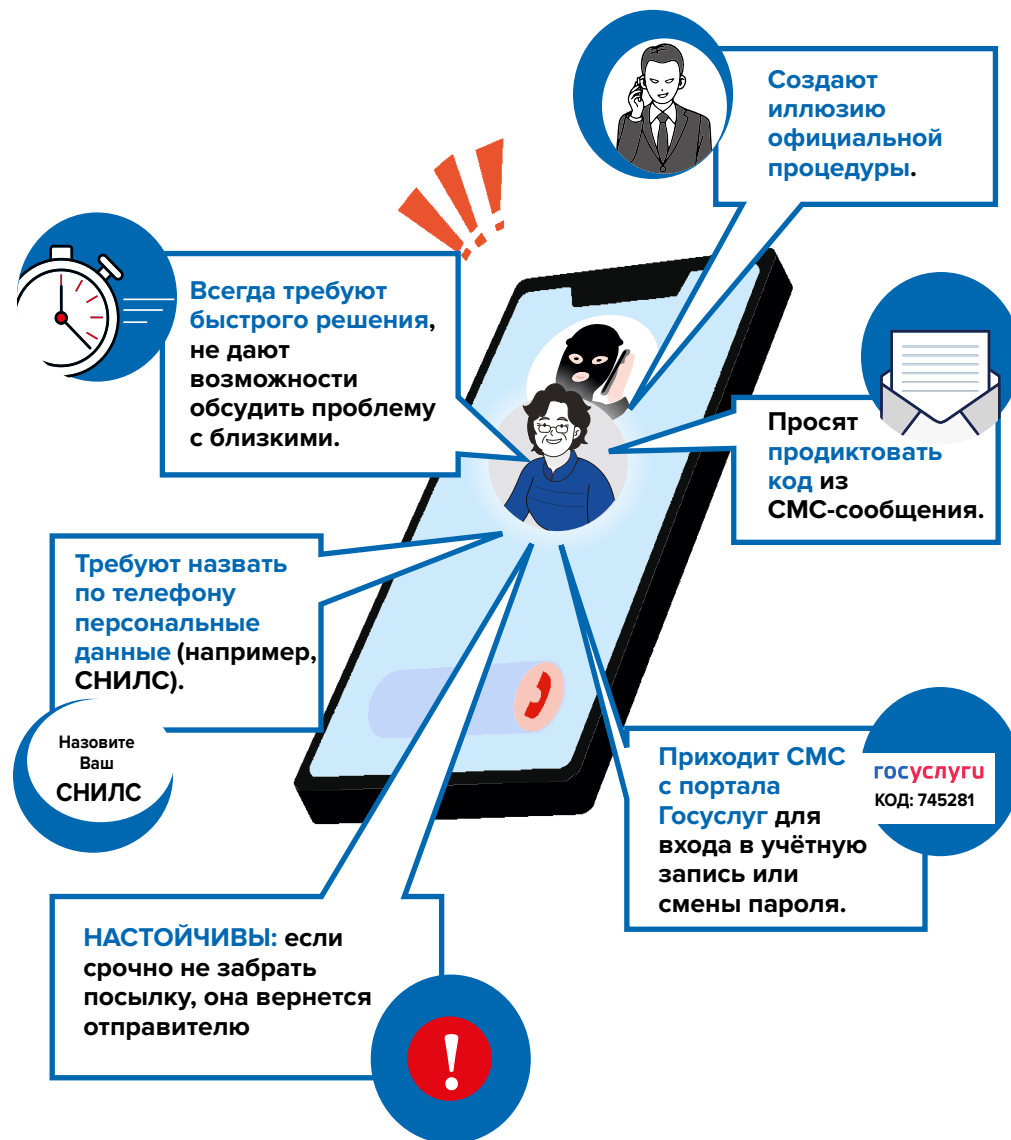 Создают
иллюзию
официальной
процедуры.
Всегда требуют
быстрого решения,
не дают
возможности
обсудить проблему
с близкими.
Просят
продиктовать
код из
СМС-сообщения.
Требуют назвать
по телефону
персональные
данные (например,
СНИЛС).
Назовите
Ваш
СНИЛС
Приходит СМС
с портала
Госуслуг для
входа в учётную
запись или
смены пароля.
госуслуги
КОД: 745281
НАСТОЙЧИВЫ: если
срочно не забрать
посылку, она вернется
отправителю
!